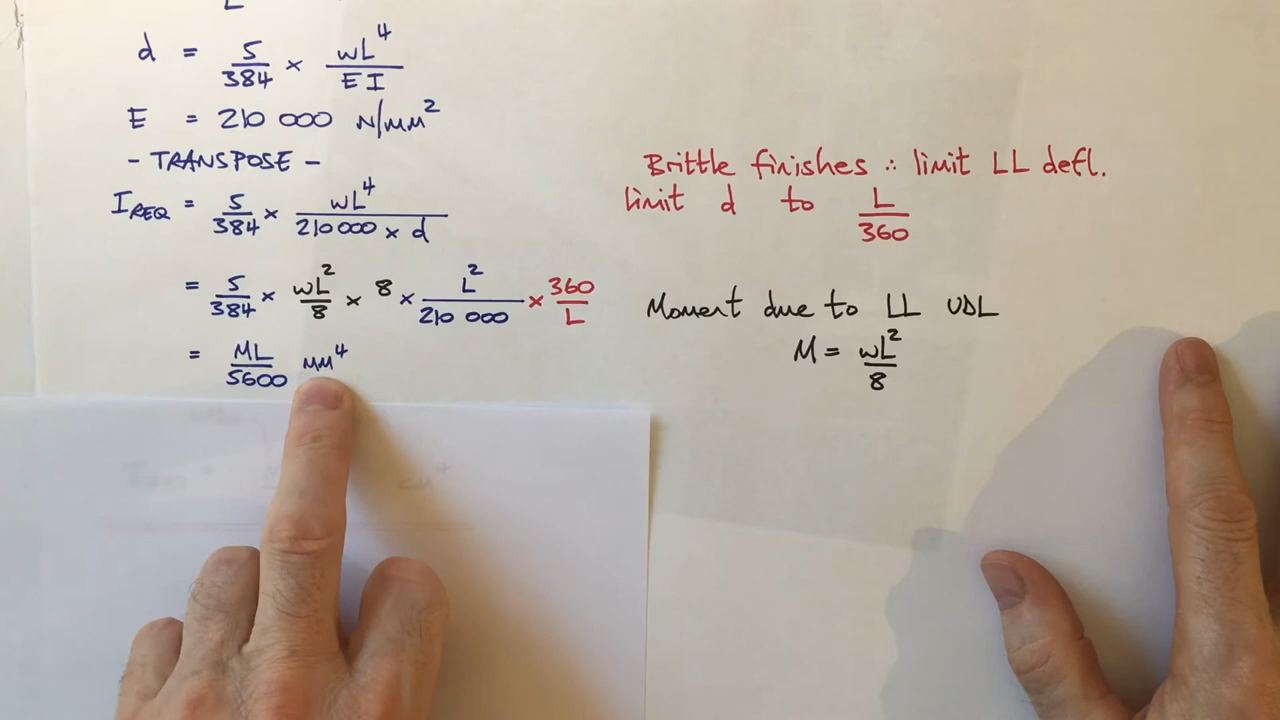 L
d = 5/384 × wL⁴/EI
E = 210 000 N/mm²
- TRANSPOSE -
I REQ = 5/384 × wL⁴/210 000 × d
= 5/384 × wL²/8 × 8 × L²/210 000 × 360/L
= ML/5600 mm⁴
Brittle finishes ∴ limit LL defl.
limit d to L/360
Moment due to LL UDL
M = wL²/8